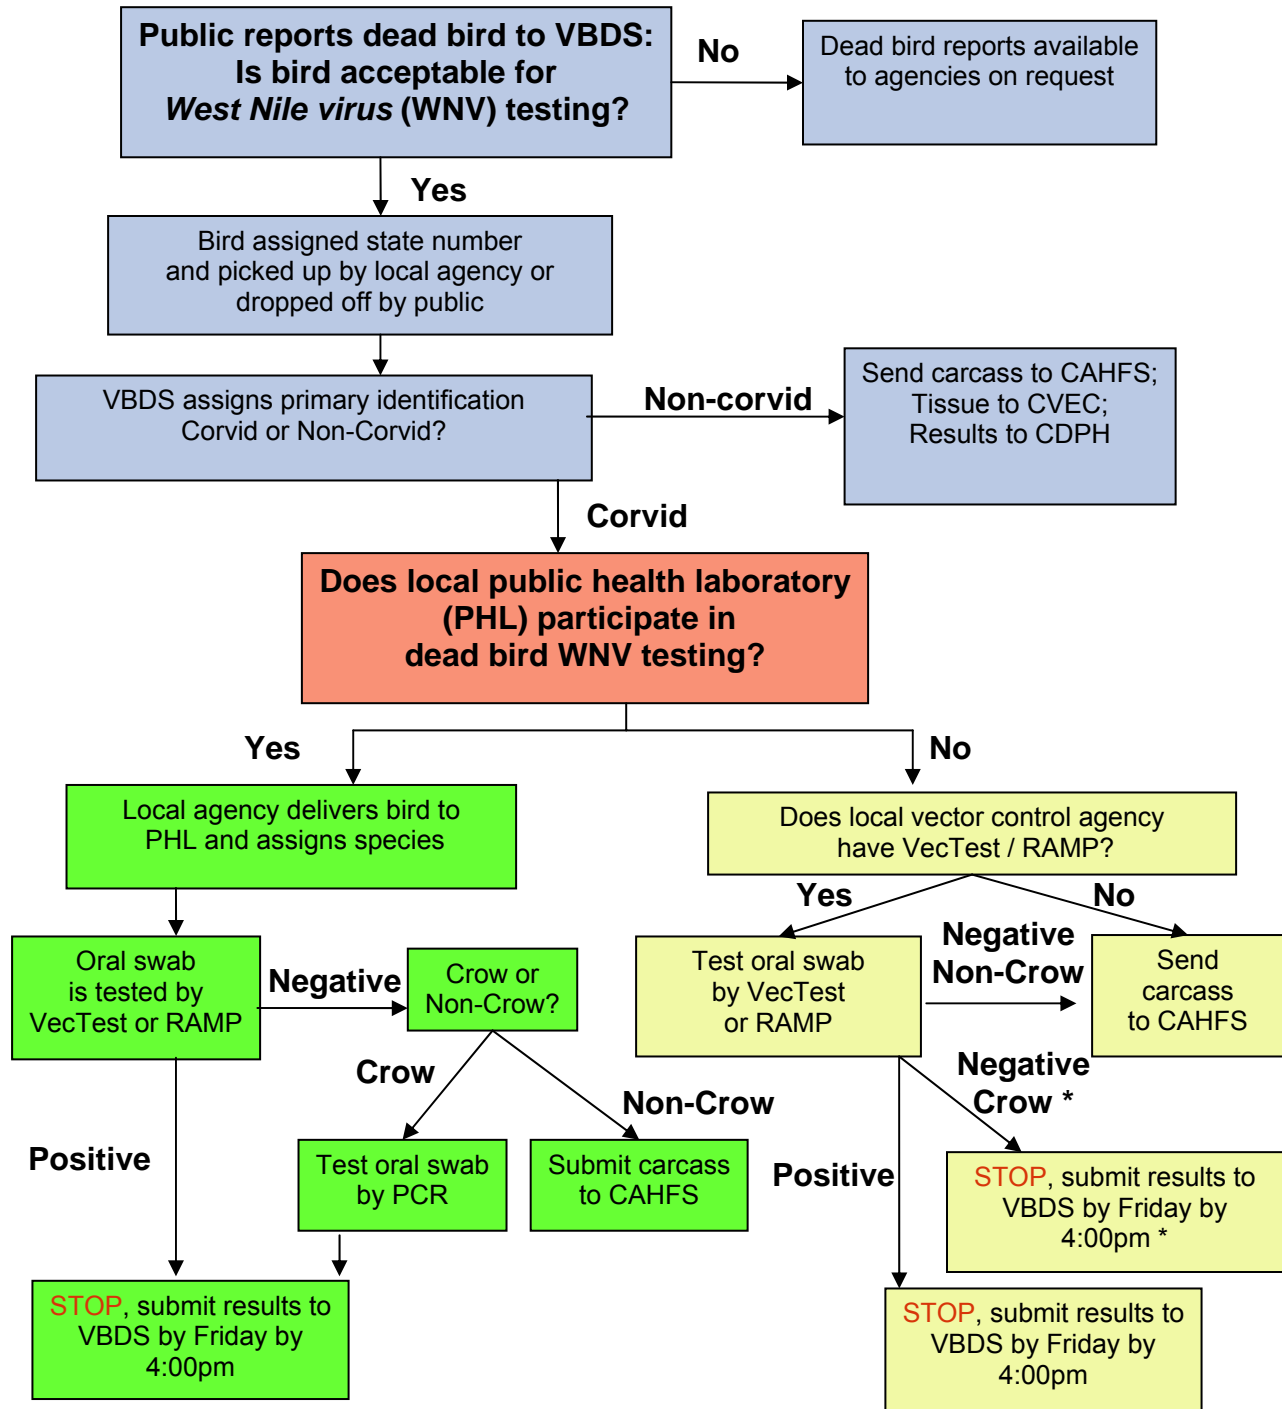 Public reports dead bird to VBDS:
Is bird acceptable for
West Nile virus (WNV) testing?
No
Dead bird reports available
to agencies on request
Yes
Bird assigned state number
and picked up by local agency or
dropped off by public
VBDS assigns primary identification
Corvid or Non-Corvid?
Non-corvid
Send carcass to CAHFS;
Tissue to CVEC;
Results to CDPH
Corvid
Does local public health laboratory
(PHL) participate in
dead bird WNV testing?
Yes
No
Local agency delivers bird to
PHL and assigns species
Does local vector control agency
have VecTest / RAMP?
Yes
No
Oral swab
is tested by
VecTest or RAMP
Negative
Crow or
Non-Crow?
Test oral swab
by VecTest
or RAMP
Negative
Non-Crow
Send
carcass
to CAHFS
Crow
Non-Crow
Negative
Crow *
Positive
Test oral swab
by PCR
Submit carcass
to CAHFS
Positive
STOP, submit results to
VBDS by Friday by
4:00pm *
STOP, submit results to
VBDS by Friday by
4:00pm
STOP, submit results to
VBDS by Friday by
4:00pm